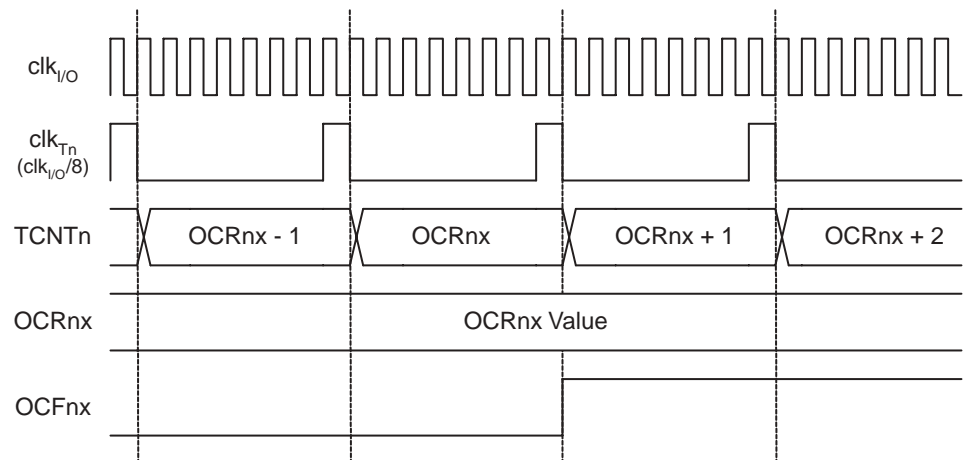 clkI/O
clkTn
(clkI/O/8)
TCNTn OCRnx - 1 OCRnx OCRnx + 1 OCRnx + 2
OCRnx OCRnx Value
OCFnx